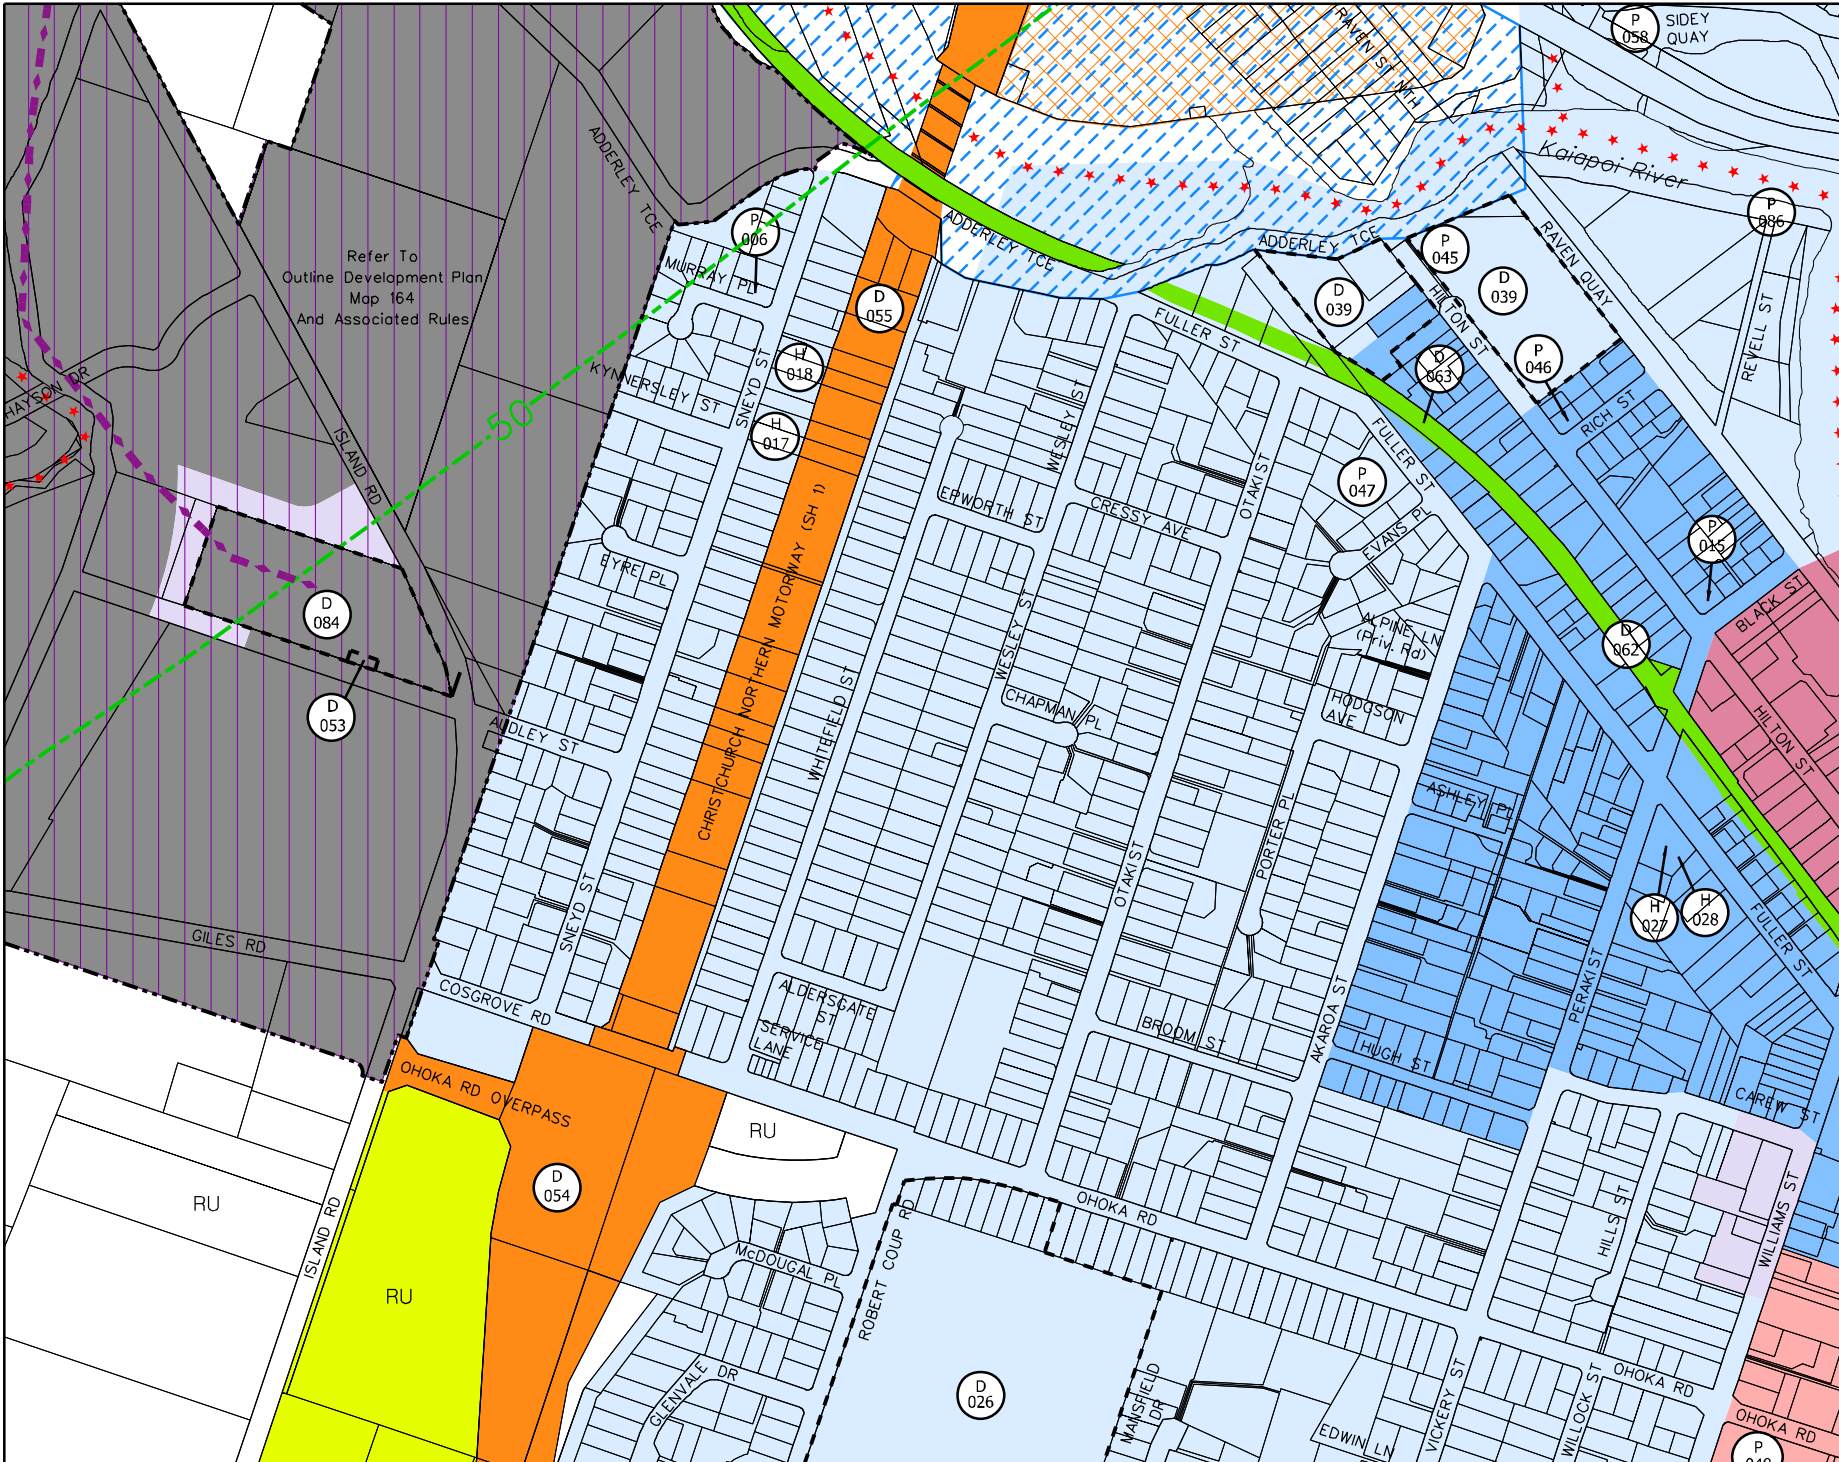 P
058
SIDEY
QUAY
RAVEN ST NTH
Kaiapoi River
ADDERLEY TCE
P
006
P
086
Refer To
Outline Development Plan
Map 164
And Associated Rules
MURRAY PL
ADDERLEY TCE
ADDERLEY TCE
P
045
RAVEN QUAY
D
039
D
039
HILTON ST
D
055
FULLER ST
REVELL ST
H
018
D
063
P
046
HAYSON DR
KYNNERSLEY ST
SNEYD ST
WESLEY ST
RICH ST
50
H
017
ISLAND RD
FULLER ST
OTAKI ST
P
047
EPWORTH ST
CRESSY AVE
EVANS PL
P
015
EYRE PL
CHRISTCHURCH NORTHERN MOTORWAY (SH 1)
WESLEY ST
D
084
ALPINE LN
(Priv. Rd)
BLACK ST
D
062
D
053
AUDLEY ST
WHITEFIELD ST
CHAPMAN PL
HODGSON
AVE
HILTON ST
ASHLEY PL
PORTER PL
OTAKI ST
SNEYD ST
GILES RD
H
027
H
028
FULLER ST
COSGROVE RD
ALDERSGATE
ST
SERVICE
LANE
BROOM ST
AKAROA ST
HUGH ST
PERAKI ST
CAREW ST
OHOKA RD OVERPASS
RU
D
054
RU
ISLAND RD
OHOKA RD
HILLS ST
WILLIAMS ST
McDOUGAL PL
ROBERT COUP RD
RU
GLENVALE DR
D
026
MANSFIELD
DR
EDWIN LN
VICKERY ST
WILLOCK ST
OHOKA RD
OHOKA RD
P